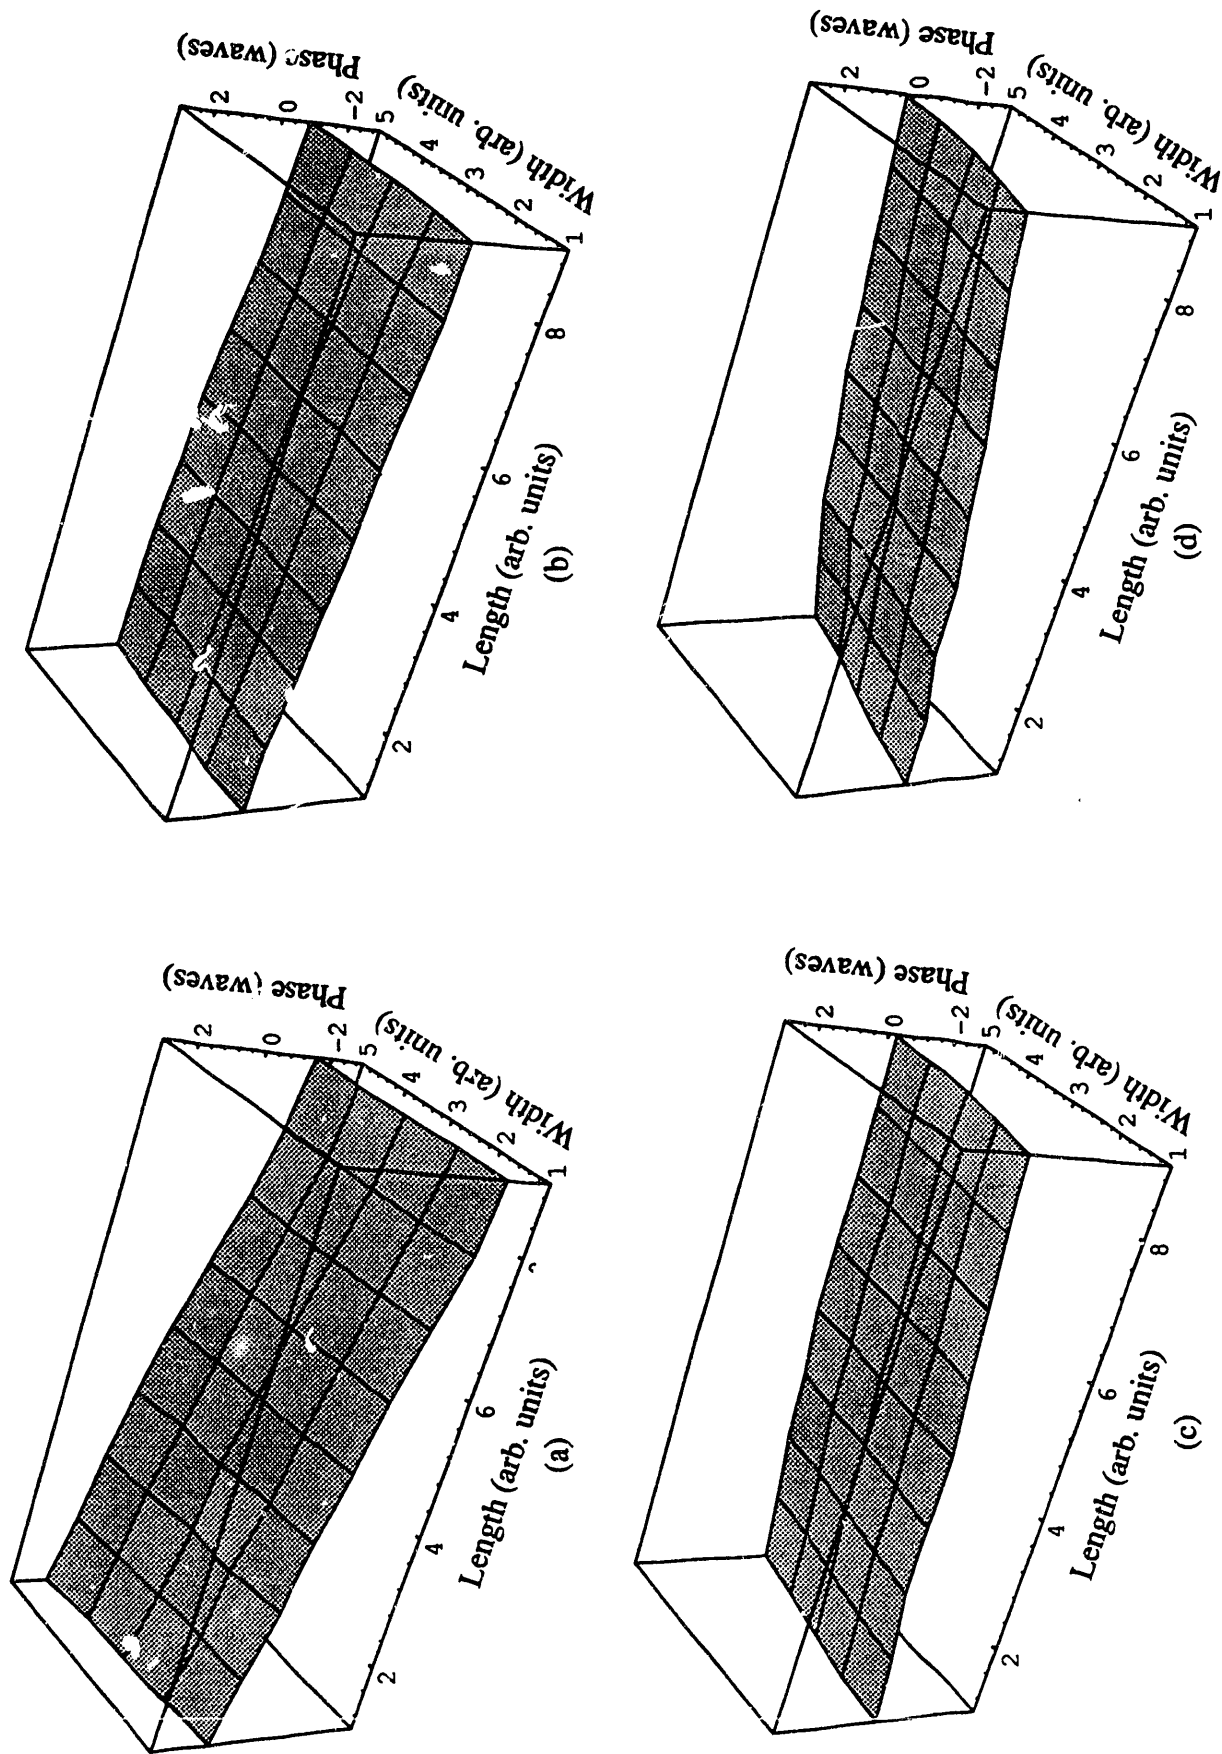 Phase (waves)
2
0
-2
5
4
3
2
1
Width (arb. units)
2
4
6
Length (arb. units)
(a)
Phase (waves)
2
0
-2
5
4
3
2
1
Width (arb. units)
2
4
6
8
Length (arb. units)
(b)
Phase (waves)
2
0
-2
5
4
3
2
1
Width (arb. units)
2
4
6
8
Length (arb. units)
(c)
Phase (waves)
2
0
-2
5
4
3
2
1
Width (arb. units)
2
4
6
8
Length (arb. units)
(d)